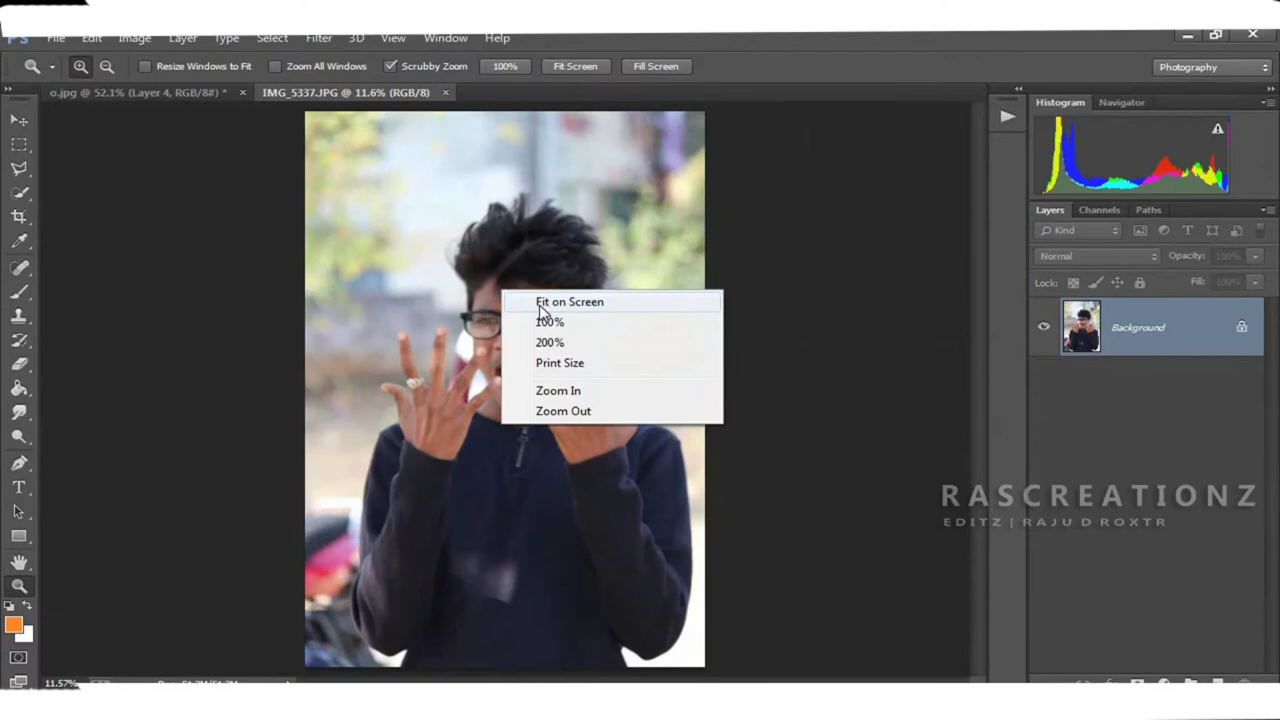 Ps File Edit Image Layer Type Select Filter 3D View Window Help
Resize Windows to Fit Zoom All Windows Scrubby Zoom 100% Fit Screen Fill Screen Photography
o.jpg @ 52.1% (Layer 4, RGB/8#) * × IMG_5337.JPG @ 11.6% (RGB/8) ×
Histogram Navigator
Layers Channels Paths
Kind
Normal Opacity: 100%
Lock: Fill: 100%
Background
Fit on Screen
100%
200%
Print Size
Zoom In
Zoom Out
RASCREATIONZ
EDITZ | RAJU D ROXTR
11.57%